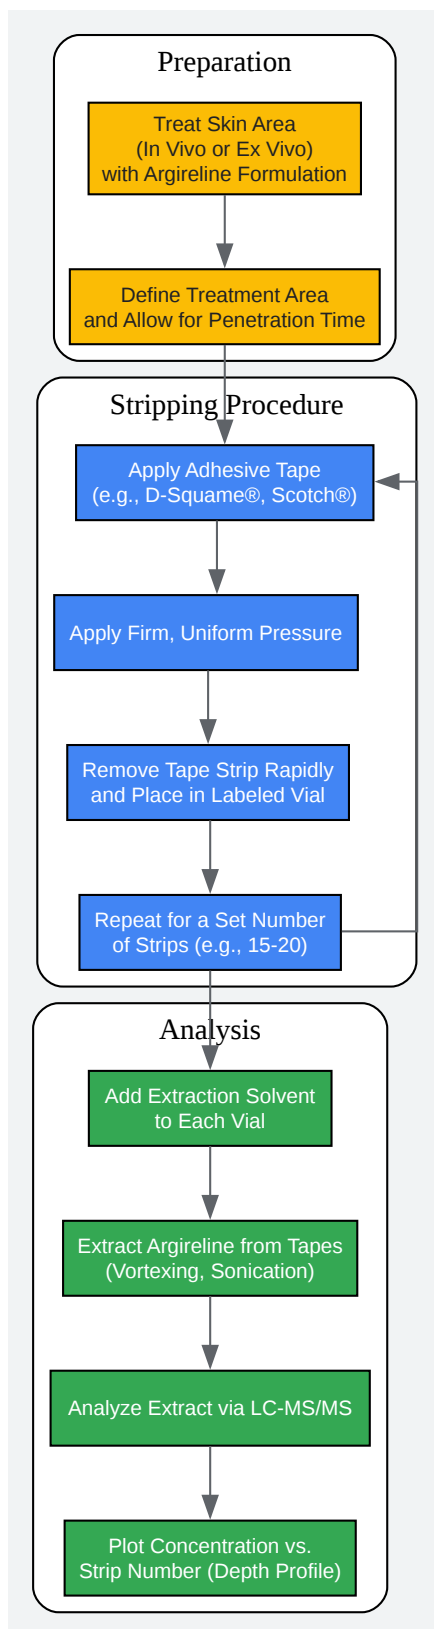 Preparation
Treat Skin Area
(In Vivo or Ex Vivo)
with Argireline Formulation
Define Treatment Area
and Allow for Penetration Time
Stripping Procedure
Apply Adhesive Tape
(e.g., D-Squame®, Scotch®)
Apply Firm, Uniform Pressure
Remove Tape Strip Rapidly
and Place in Labeled Vial
Repeat for a Set Number
of Strips (e.g., 15-20)
Analysis
Add Extraction Solvent
to Each Vial
Extract Argireline from Tapes
(Vortexing, Sonication)
Analyze Extract via LC-MS/MS
Plot Concentration vs.
Strip Number (Depth Profile)